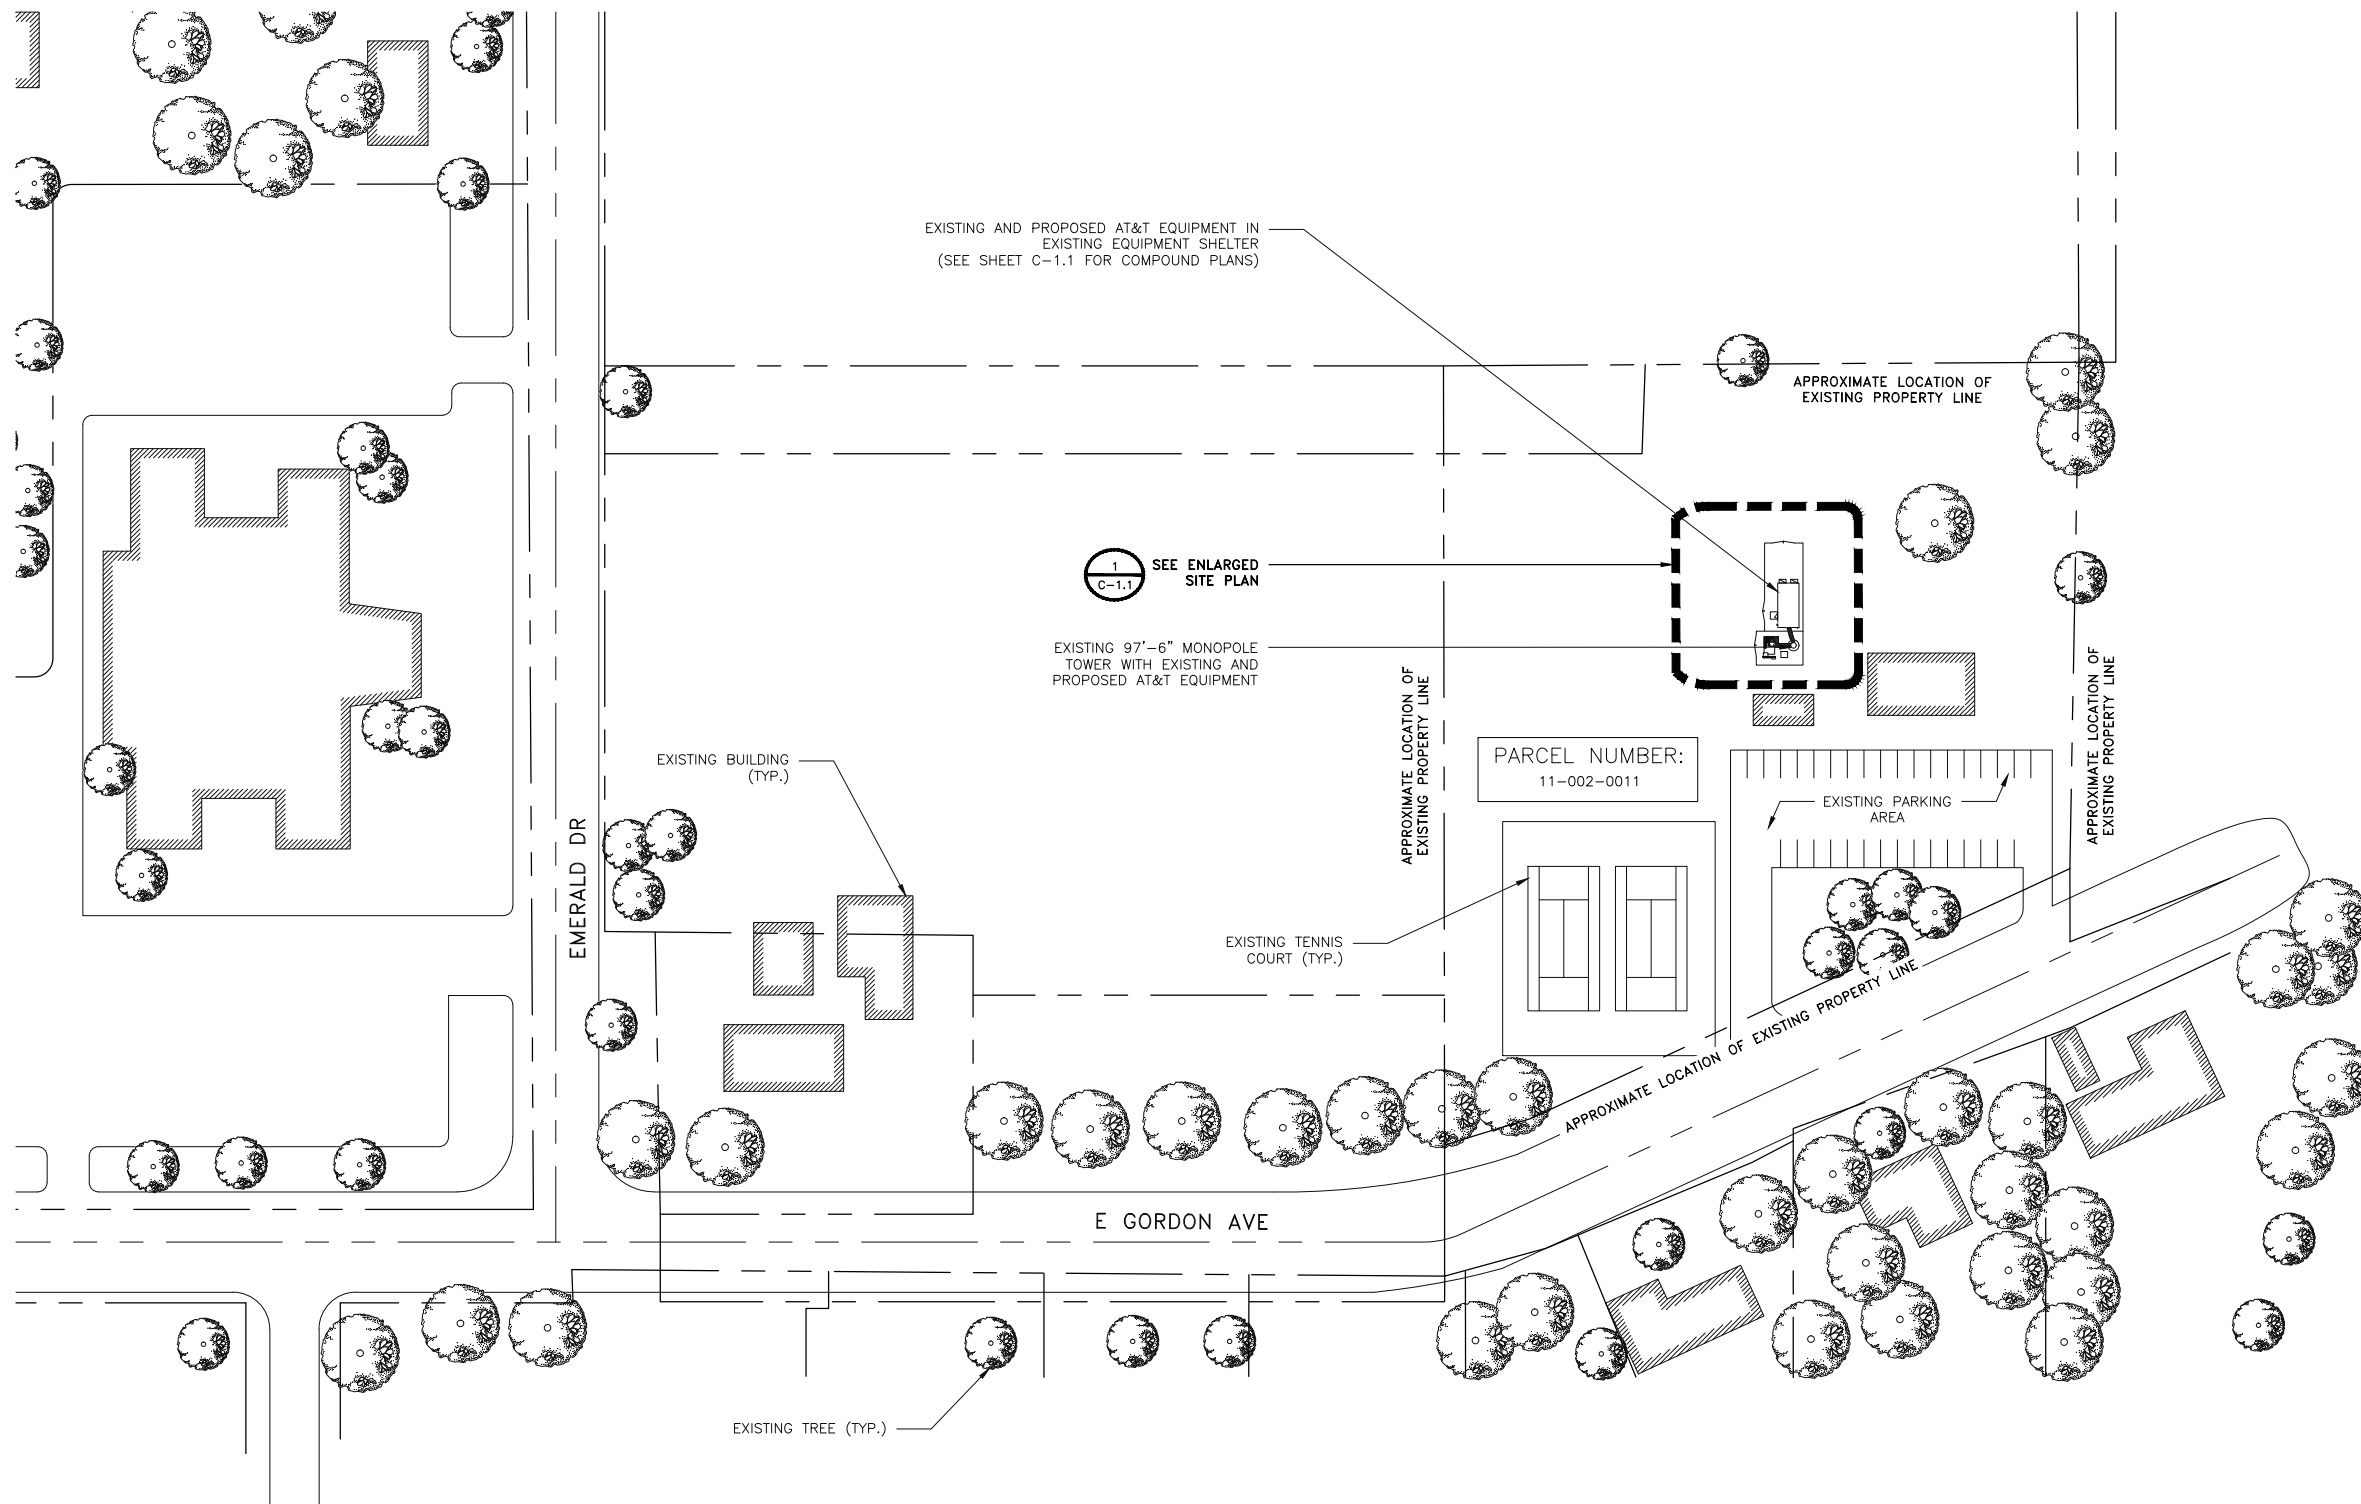 EXISTING AND PROPOSED AT&T EQUIPMENT IN
EXISTING EQUIPMENT SHELTER
(SEE SHEET C-1.1 FOR COMPOUND PLANS)
APPROXIMATE LOCATION OF
EXISTING PROPERTY LINE
1
C-1.1
SEE ENLARGED
SITE PLAN
EXISTING 97'-6" MONOPOLE
TOWER WITH EXISTING AND
PROPOSED AT&T EQUIPMENT
APPROXIMATE LOCATION OF
EXISTING PROPERTY LINE
APPROXIMATE LOCATION OF
EXISTING PROPERTY LINE
PARCEL NUMBER:
11-002-0011
EXISTING BUILDING
(TYP.)
EXISTING PARKING
AREA
EMERALD DR
EXISTING TENNIS
COURT (TYP.)
APPROXIMATE LOCATION OF EXISTING PROPERTY LINE
E GORDON AVE
EXISTING TREE (TYP.)